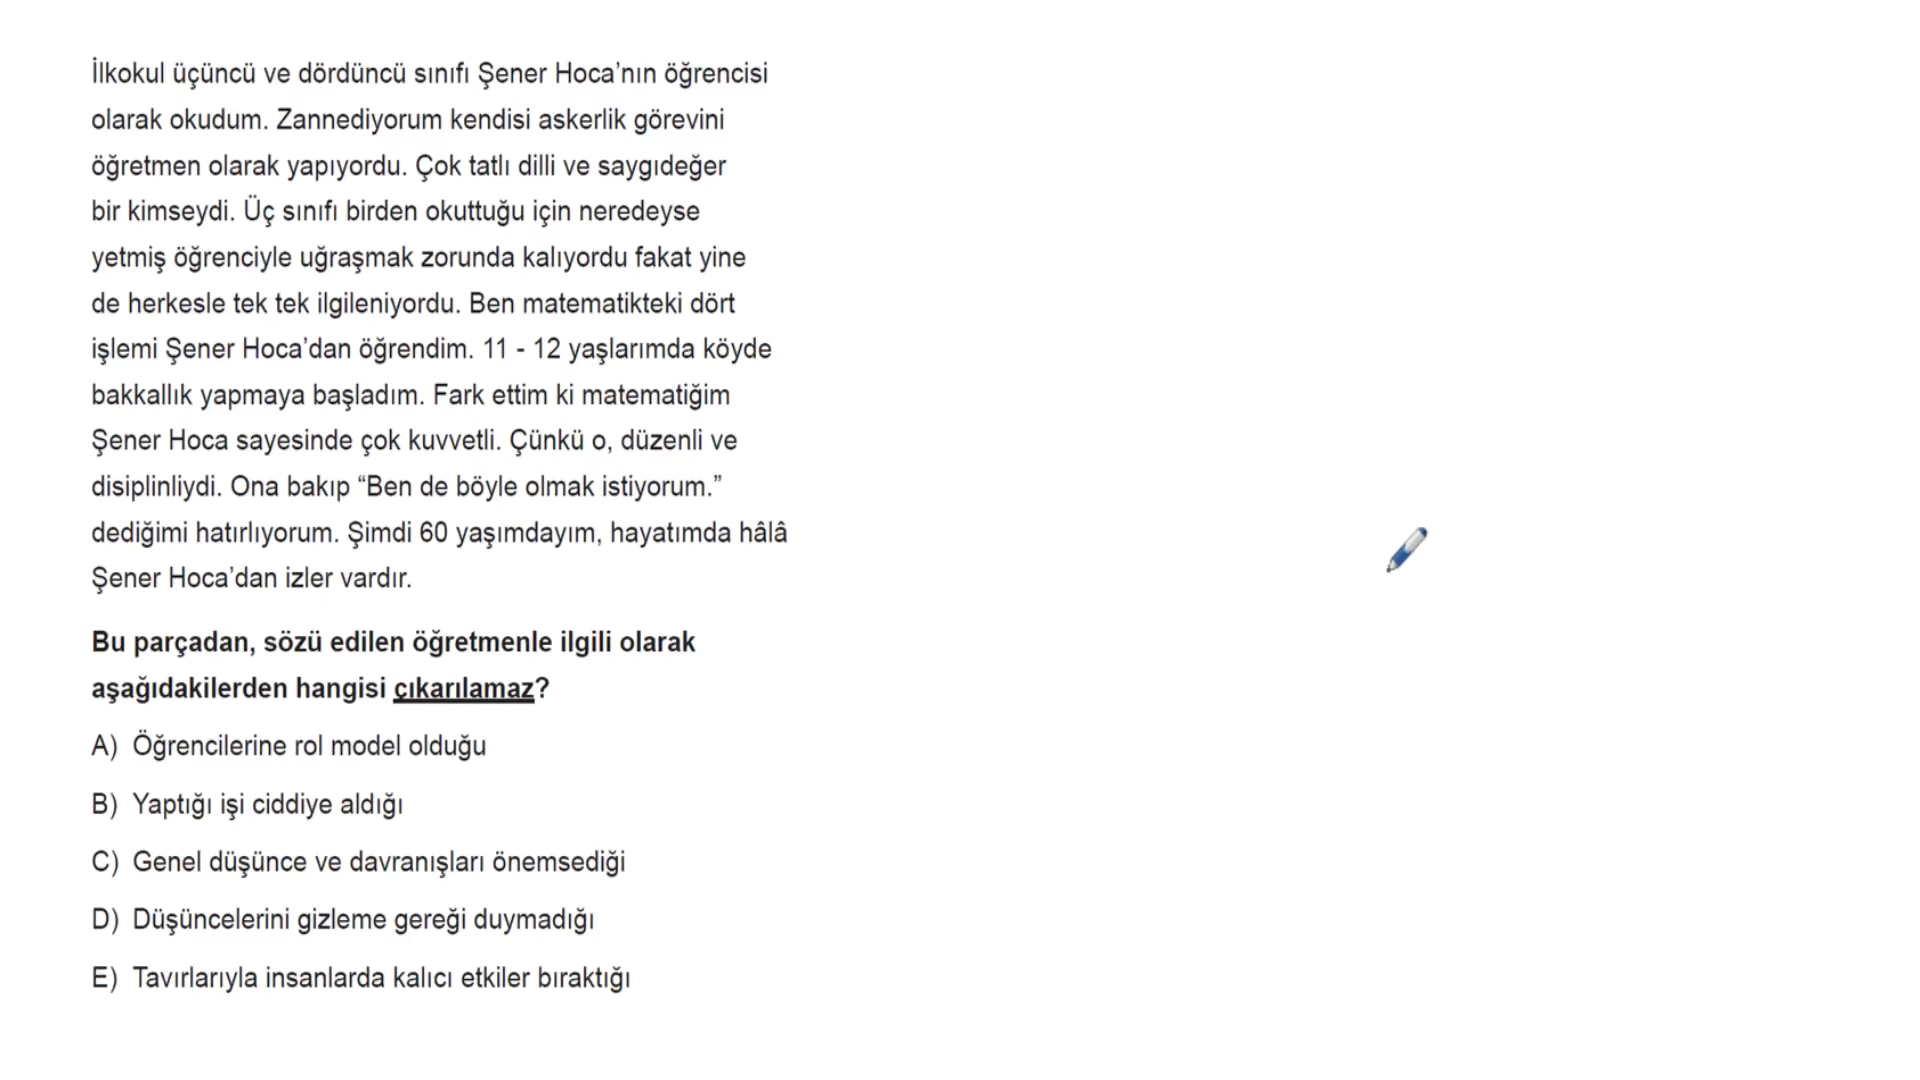 İlkokul üçüncü ve dördüncü sınıfı Şener Hoca’nın öğrencisi
olarak okudum. Zannediyorum kendisi askerlik görevini
öğretmen olarak yapıyordu. Çok tatlı dilli ve saygıdeğer
bir kimseydi. Üç sınıfı birden okuttuğu için neredeyse
yetmiş öğrenciyle uğraşmak zorunda kalıyordu fakat yine
de herkesle tek tek ilgileniyordu. Ben matematikteki dört
işlemi Şener Hoca’dan öğrendim. 11 - 12 yaşlarımda köyde
bakkallık yapmaya başladım. Fark ettim ki matematiğim
Şener Hoca sayesinde çok kuvvetli. Çünkü o, düzenli ve
disiplinliydi. Ona bakıp “Ben de böyle olmak istiyorum.”
dediğimi hatırlıyorum. Şimdi 60 yaşımdayım, hayatımda hâlâ
Şener Hoca’dan izler vardır.
Bu parçadan, sözü edilen öğretmenle ilgili olarak
aşağıdakilerden hangisi çıkarılamaz?
A) Öğrencilerine rol model olduğu
B) Yaptığı işi ciddiye aldığı
C) Genel düşünce ve davranışları önemsediği
D) Düşüncelerini gizleme gereği duymadığı
E) Tavırlarıyla insanlarda kalıcı etkiler bıraktığı